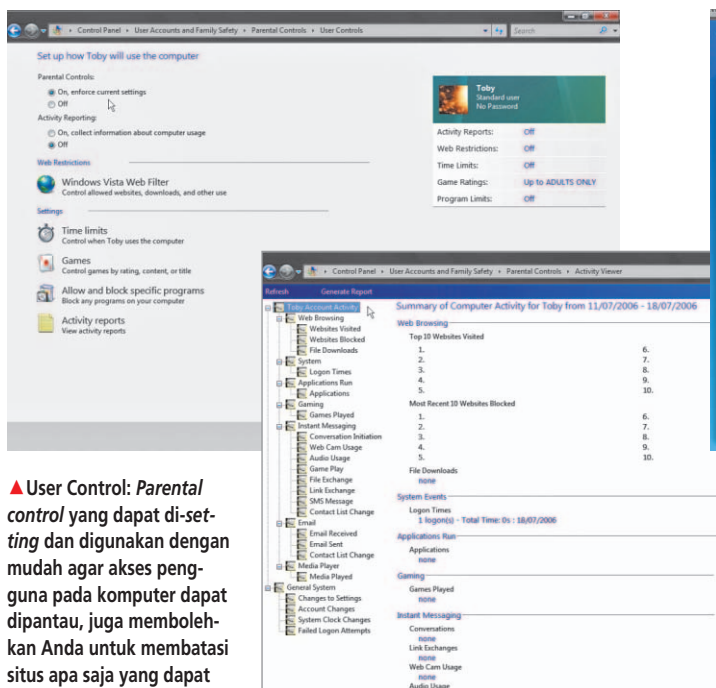 Control Panel User Accounts and Family Safety Parental Controls User Controls
Search
Set up how Toby will use the computer
Parental Controls:
On, enforce current settings
Off
Activity Reporting:
On, collect information about computer usage
Off
Web Restrictions
Windows Vista Web Filter
Control allowed websites, downloads, and other use
Settings
Time limits
Control when Toby uses the computer
Games
Control games by rating, content, or title
Allow and block specific programs
Block any programs on your computer
Activity reports
View activity reports
Toby
Standard user
No Password
Activity Reports: Off
Web Restrictions: Off
Time Limits: Off
Game Ratings: Up to ADULTS ONLY
Program Limits: Off
Control Panel User Accounts and Family Safety Parental Controls Activity Viewer
Refresh Generate Report
Toby Account Activity
Web Browsing
Websites Visited
Websites Blocked
File Downloads
System
Logon Times
Applications Run
Applications
Gaming
Games Played
Instant Messaging
Conversation Initiation
Web Cam Usage
Audio Usage
Game Play
File Exchange
Link Exchange
SMS Message
Contact List Change
Email
Email Received
Email Sent
Contact List Change
Media Player
Media Played
General System
Changes to Settings
Account Changes
System Clock Changes
Failed Logon Attempts
Summary of Computer Activity for Toby from 11/07/2006 - 18/07/2006
Web Browsing
Top 10 Websites Visited
1. 6.
2. 7.
3. 8.
4. 9.
5. 10.
Most Recent 10 Websites Blocked
1. 6.
2. 7.
3. 8.
4. 9.
5. 10.
File Downloads
none
System Events
Logon Times
1 logon(s) - Total Time: 0s : 18/07/2006
Applications Run
Applications
none
Gaming
Games Played
none
Instant Messaging
Conversations
none
Link Exchanges
none
Web Cam Usage
none
Audio Usage
▲User Control: Parental
control yang dapat di-set-
ting dan digunakan dengan
mudah agar akses peng-
guna pada komputer dapat
dipantau, juga memboleh-
kan Anda untuk membatasi
situs apa saja yang dapat